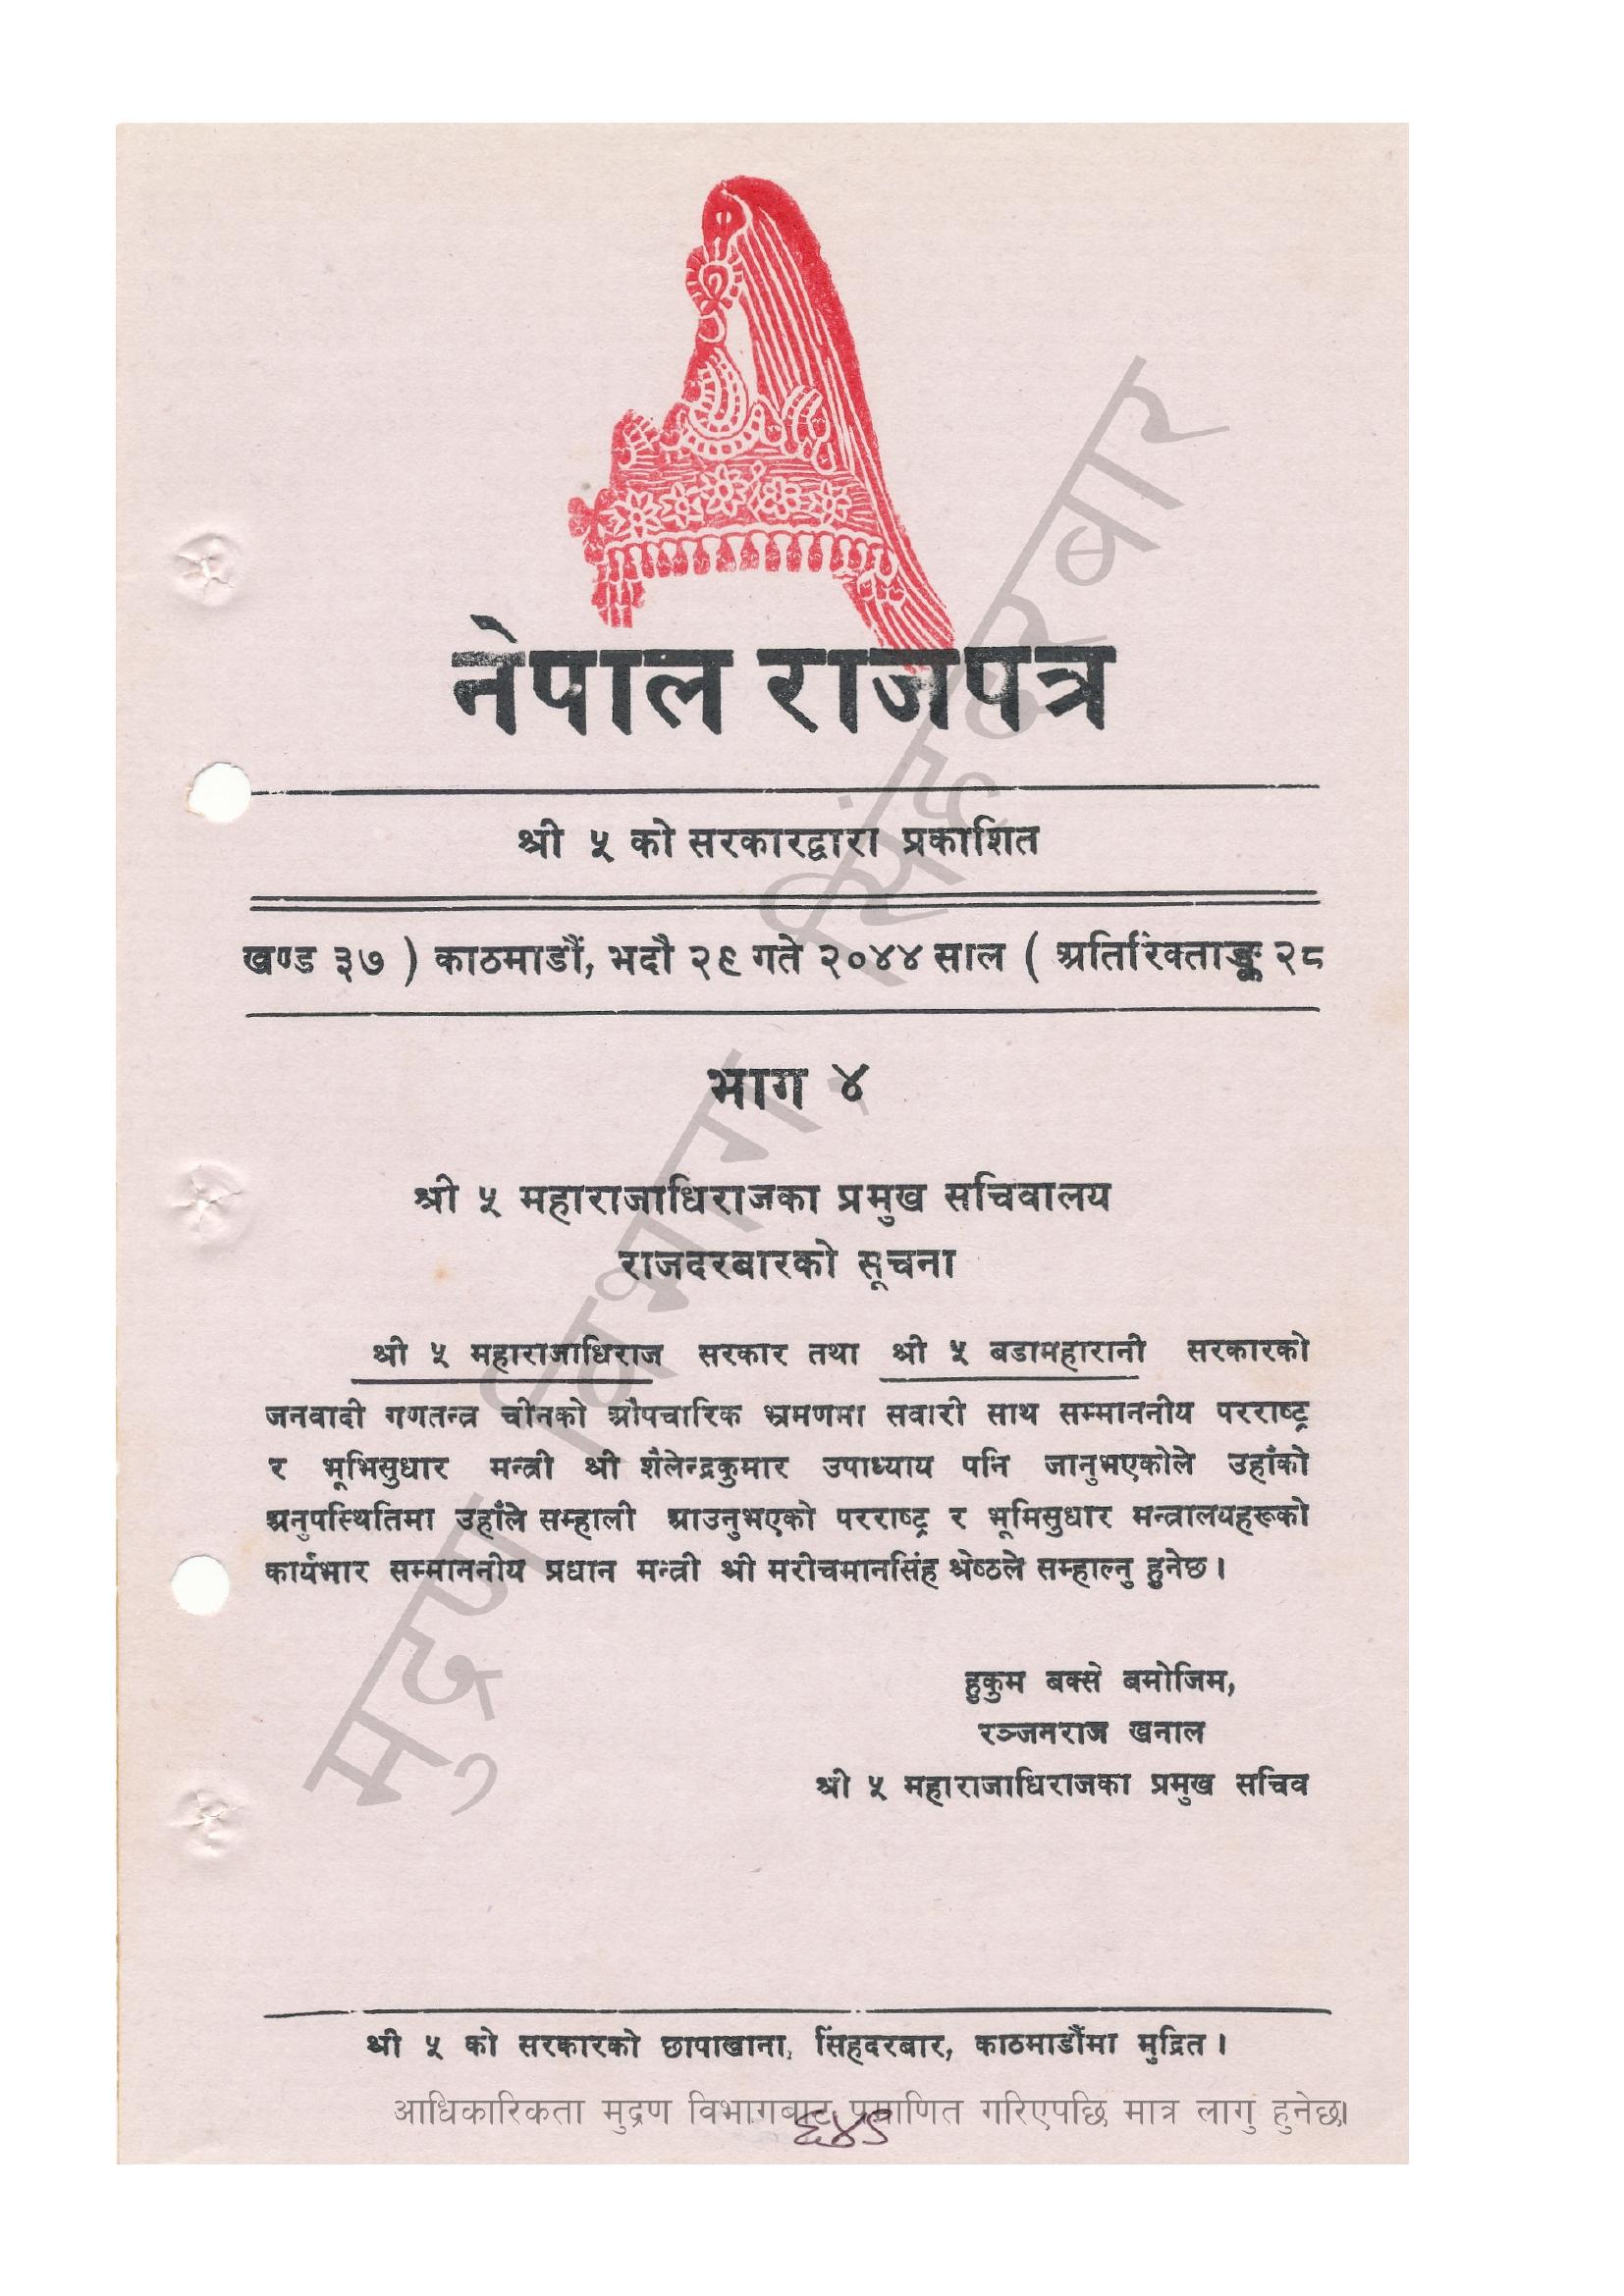 नेपाल राजपत्र
श्री ५ को सरकारद्वारा प्रकाशित
खण्ड ३७ ) काठमाडौं, भदौ २९ गते २०४४ साल ( अतिरिक्ताङ्क २८
भाग ४
श्री ५ महाराजाधिराजका प्रमुख सचिवालय
राजदरबारको सूचना
श्री ५ महाराजाधिराज सरकार तथा श्री ५ बडामहारानी सरकारको
जनवादी गणतन्त्र चीनको औपचारिक भ्रमणमा सवारी साथ सम्माननीय परराष्ट्र
र भूमिसुधार मन्त्री श्री शैलेन्द्रकुमार उपाध्याय पनि जानुभएकोले उहाँको
अनुपस्थितिमा उहाँले सम्हाली आउनुभएको परराष्ट्र र भूमिसुधार मन्त्रालयहरूको
कार्यभार सम्माननीय प्रधान मन्त्री श्री मरीचमानसिंह श्रेष्ठले सम्हाल्नु हुनेछ ।
हुकुम बक्से बमोजिम,
रञ्जनराज खनाल
श्री ५ महाराजाधिराजका प्रमुख सचिव
श्री ५ को सरकारको छापाखाना, सिंहदरबार, काठमाडौंमा मुद्रित ।
आधिकारिकता मुद्रण विभागबाट प्रमाणित गरिएपछि मात्र लागु हुनेछ।
६४९
मुद्रण विभाग, सिंहदरबार